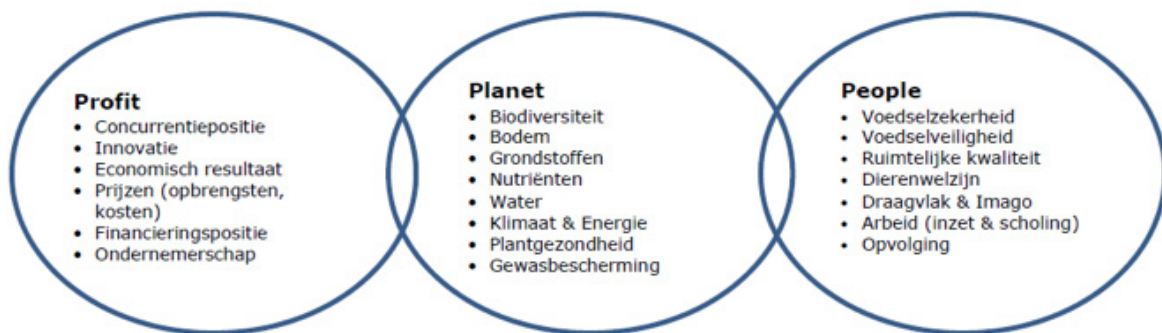 Profit
• Concurrentiepositie
• Innovatie
• Economisch resultaat
• Prijzen (opbrengsten,
kosten)
• Financieringspositie
• Ondernemerschap
Planet
• Biodiversiteit
• Bodem
• Grondstoffen
• Nutriënten
• Water
• Klimaat & Energie
• Plantgezondheid
• Gewasbescherming
People
• Voedselzekerheid
• Voedselveiligheid
• Ruimtelijke kwaliteit
• Dierenwelzijn
• Draagvlak & Imago
• Arbeid (inzet & scholing)
• Opvolging